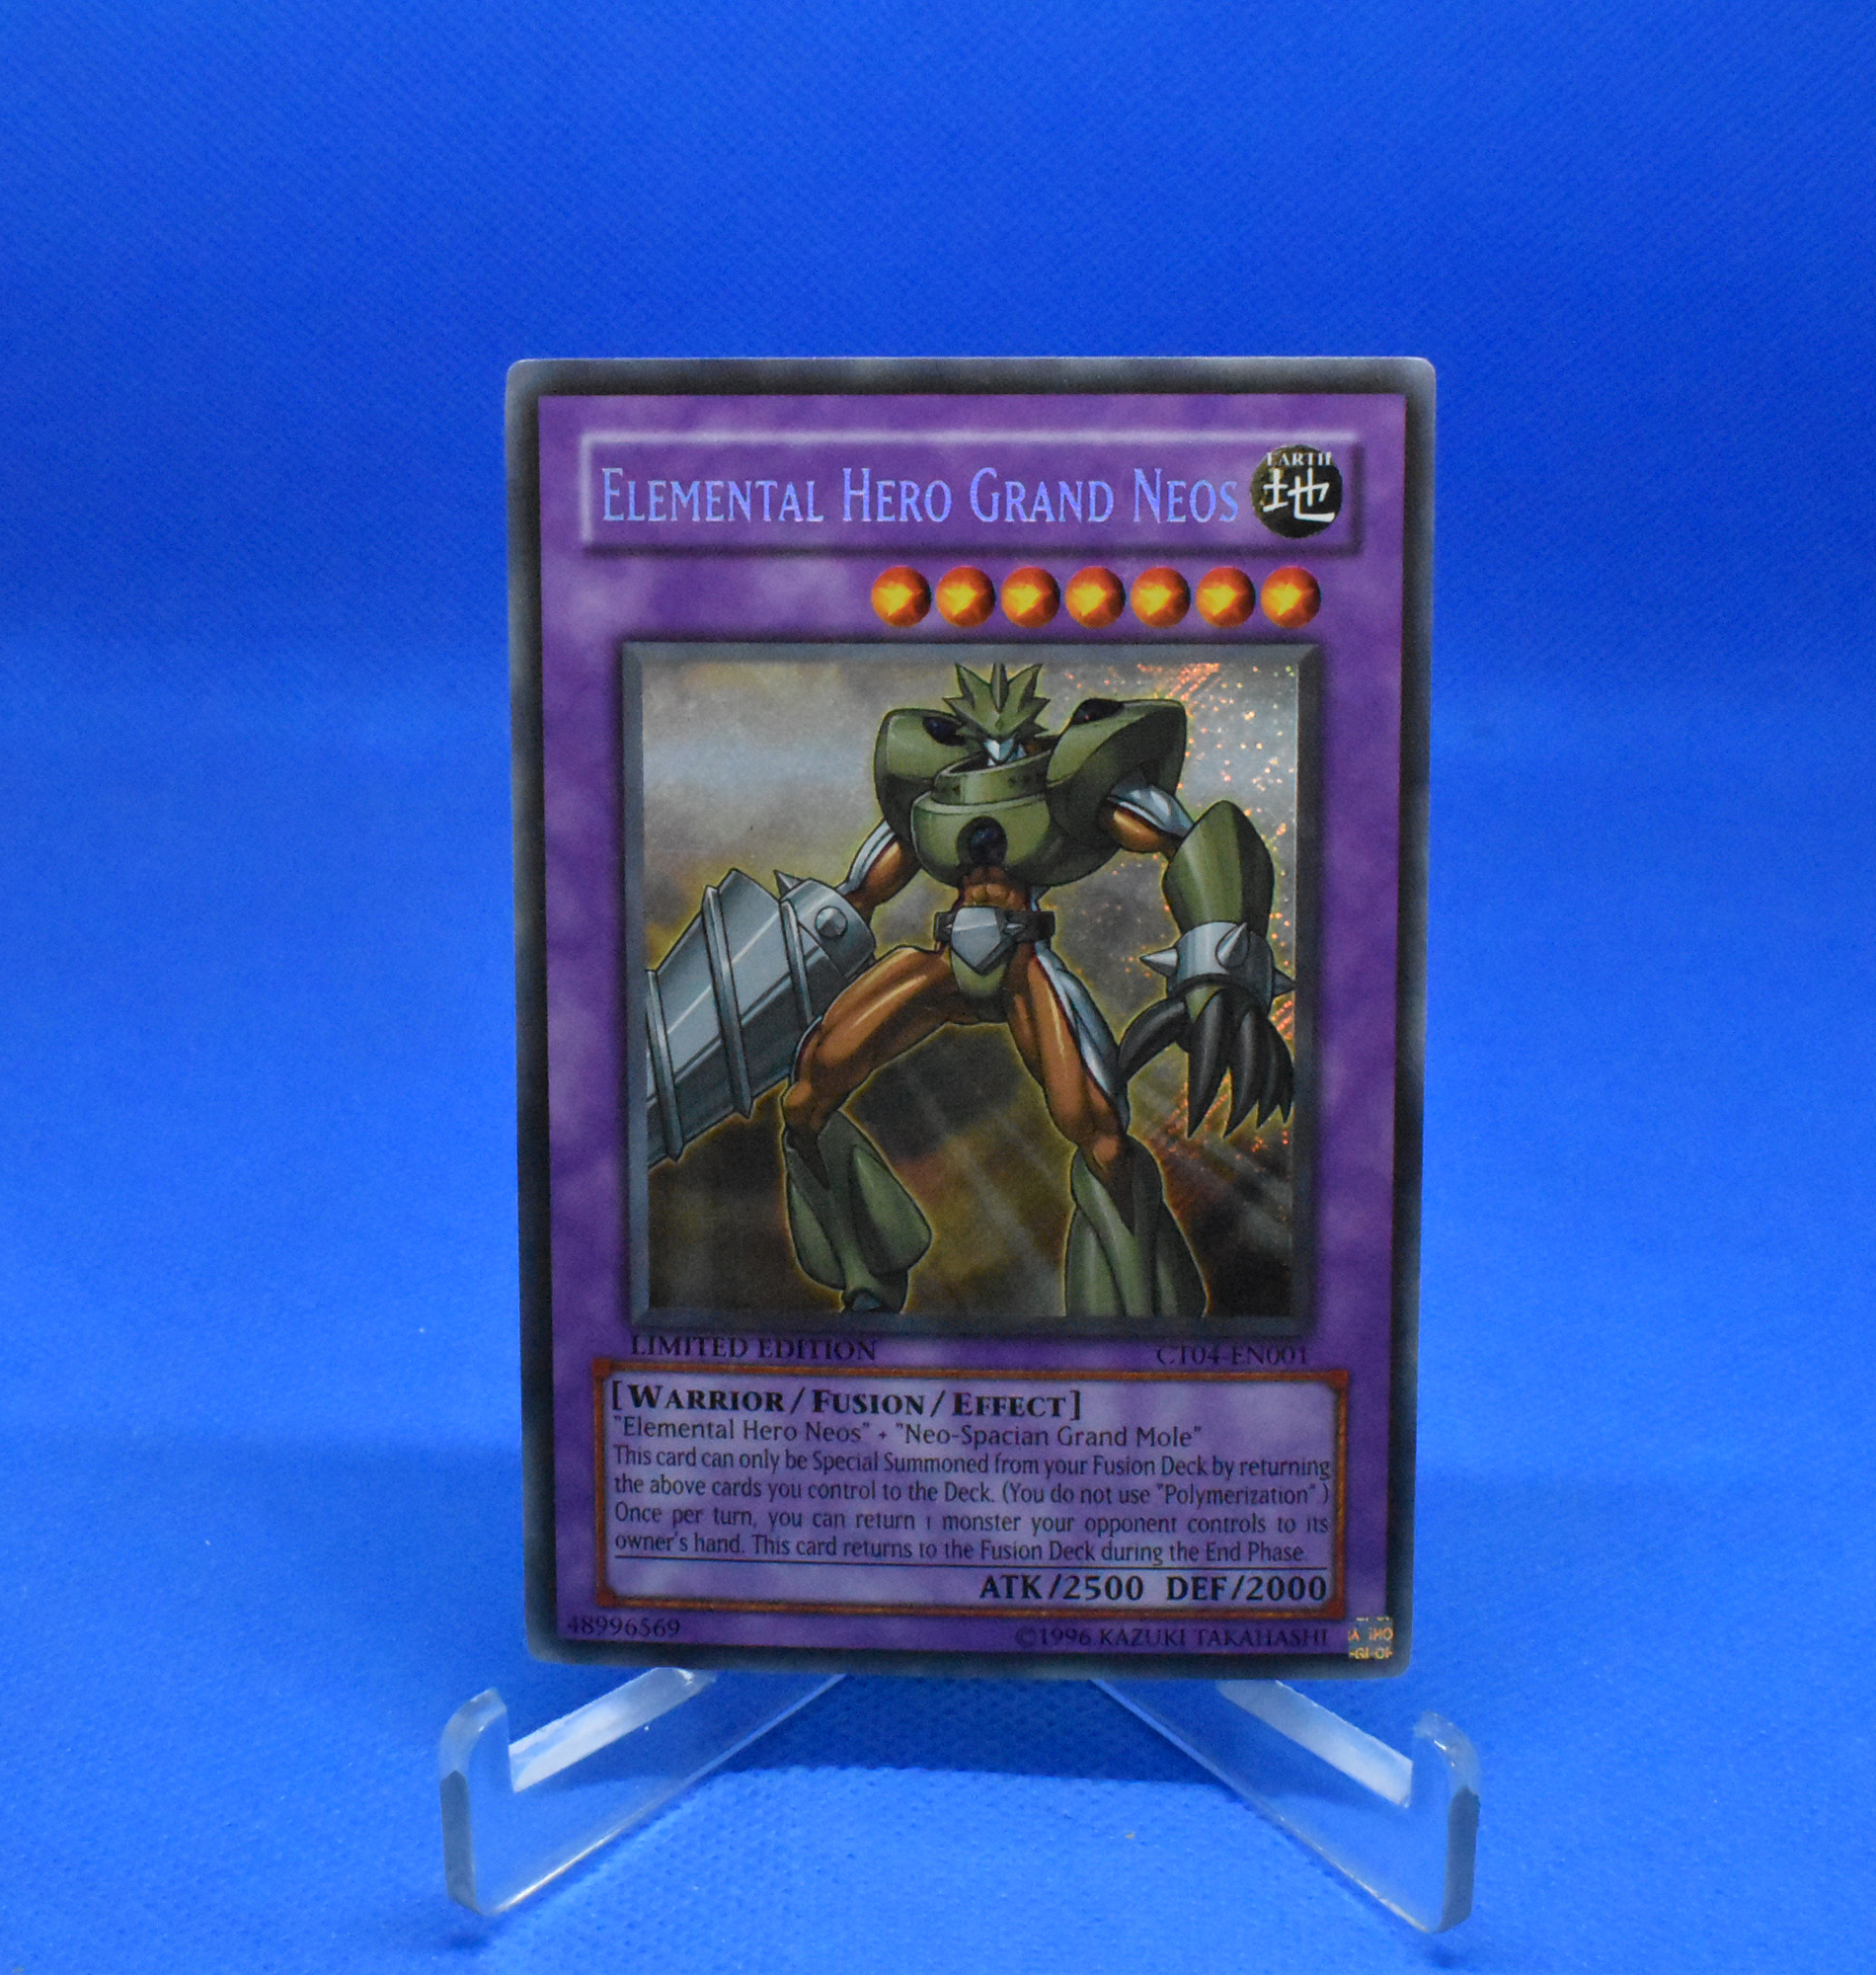 ELEMENTAL HERO GRAND NEOS
EARTH
地
LIMITED EDITION CT04-EN001
[WARRIOR/FUSION/EFFECT]
"Elemental Hero Neos" + "Neo-Spacian Grand Mole"
This card can only be Special Summoned from your Fusion Deck by returning
the above cards you control to the Deck. (You do not use "Polymerization")
Once per turn, you can return 1 monster your opponent controls to its
owner's hand. This card returns to the Fusion Deck during the End Phase.
ATK/2500 DEF/2000
48996569 ©1996 KAZUKI TAKAHASHI